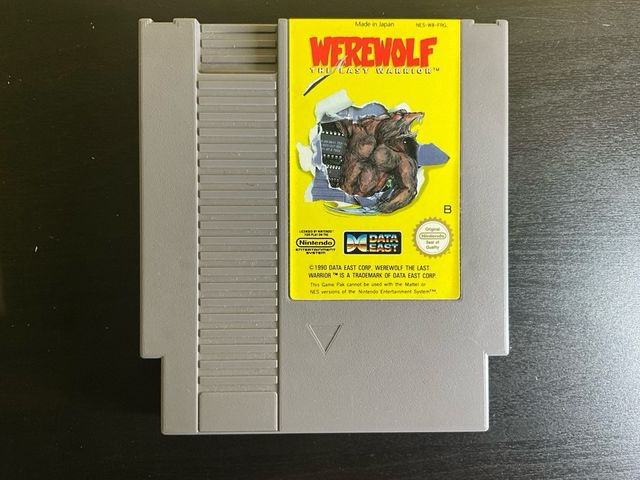 Made in Japan
NES-W8-FRG
WEREWOLF
THE LAST WARRIOR™
B
LICENSED BY NINTENDO®
FOR PLAY ON THE
Nintendo
ENTERTAINMENT
SYSTEM
DATA
EAST
Original
Nintendo
Seal of
Quality
©1990 DATA EAST CORP. WEREWOLF THE LAST
WARRIOR ™ IS A TRADEMARK OF DATA EAST CORP.
This Game Pak cannot be used with the Mattel or
NES versions of the Nintendo Entertainment System™.